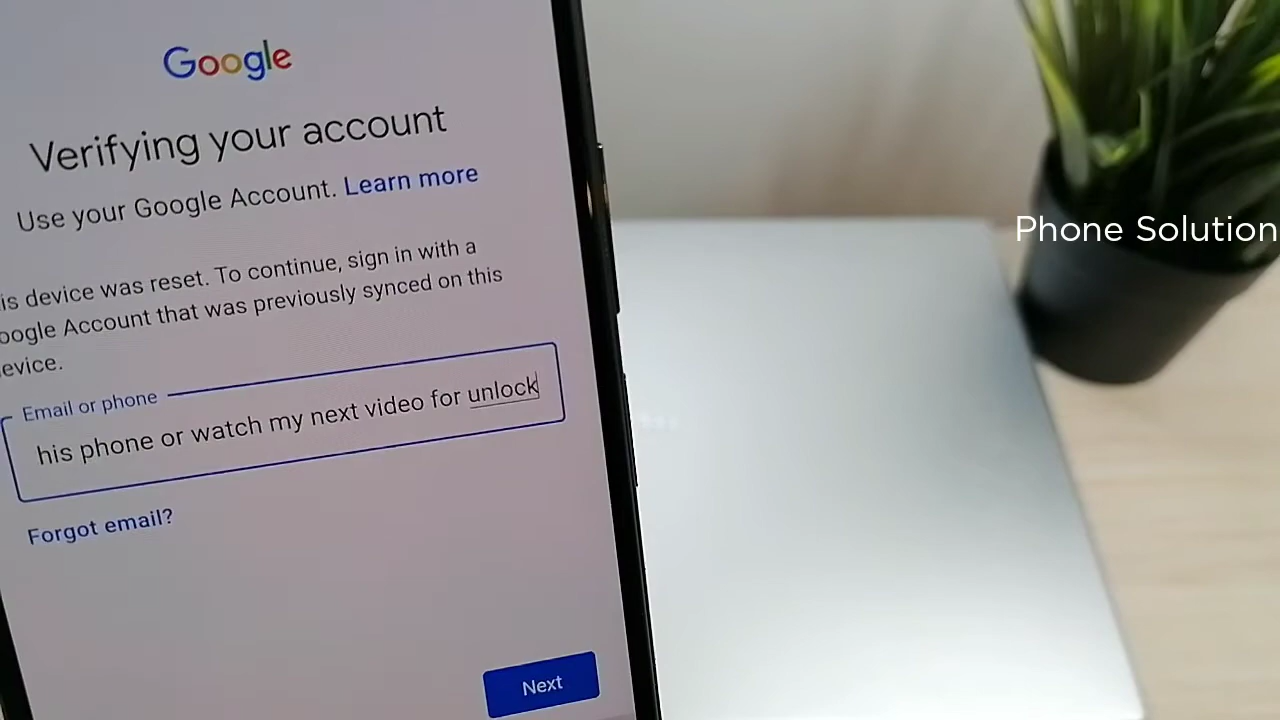 Google
Verifying your account
Use your Google Account. Learn more
is device was reset. To continue, sign in with a
oogle Account that was previously synced on this
evice.
Email or phone
his phone or watch my next video for unlock
Forgot email?
Next
Phone Solution